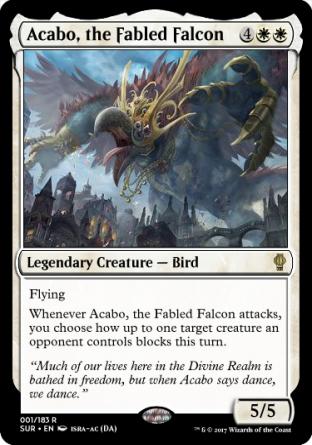 Acabo, the Fabled Falcon 4
Legendary Creature — Bird
Flying
Whenever Acabo, the Fabled Falcon attacks,
you choose how up to one target creature an
opponent controls blocks this turn.
“Much of our lives here in the Divine Realm is
bathed in freedom, but when Acabo says dance,
we dance.”
5/5
001/183 R
SUR • EN ISRA-AC (DA)
™ & © 2017 Wizards of the Coast